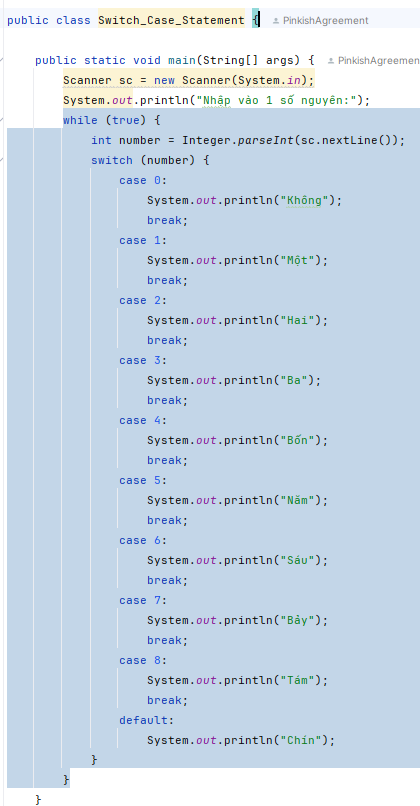 public class Switch_Case_Statement { PinkishAgreement
public static void main(String[] args) { PinkishAgreemen
Scanner sc = new Scanner(System.in);
System.out.println("Nhập vào 1 số nguyên:");
while (true) {
int number = Integer.parseInt(sc.nextLine());
switch (number) {
case 0:
System.out.println("Không");
break;
case 1:
System.out.println("Một");
break;
case 2:
System.out.println("Hai");
break;
case 3:
System.out.println("Ba");
break;
case 4:
System.out.println("Bốn");
break;
case 5:
System.out.println("Năm");
break;
case 6:
System.out.println("Sáu");
break;
case 7:
System.out.println("Bảy");
break;
case 8:
System.out.println("Tám");
break;
default:
System.out.println("Chín");
}
}
}